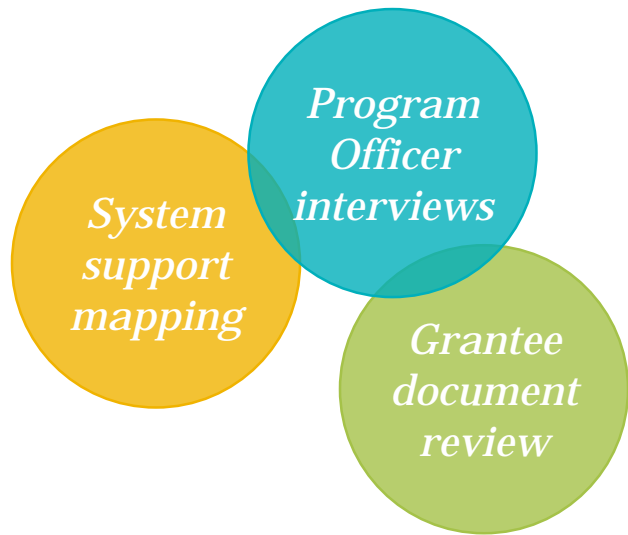 Program
Officer
interviews
System
support
mapping
Grantee
document
review